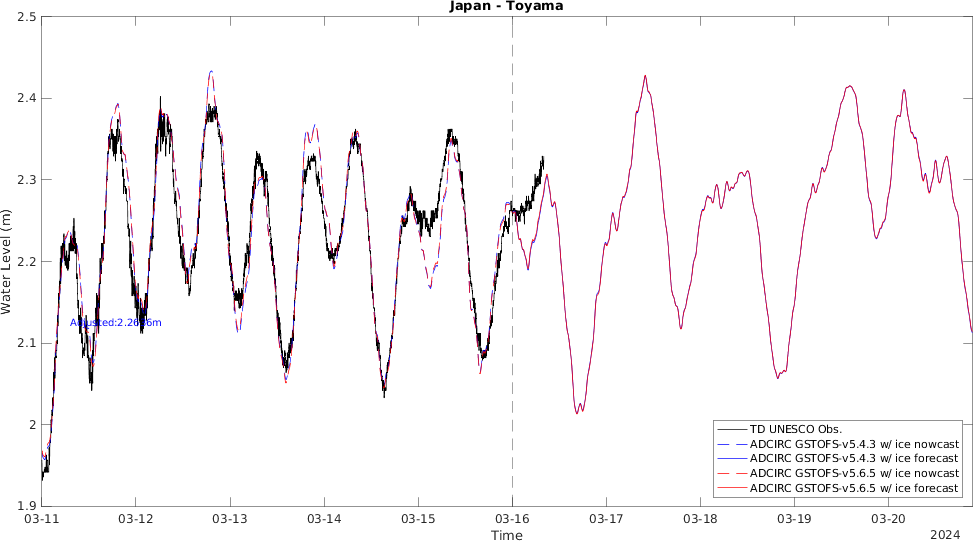 Japan - Toyama
2.5
2.4
2.3
2.2
2.1
2
1.9
Water Level (m)
03-11 03-12 03-13 03-14 03-15 03-16 03-17 03-18 03-19 03-20
Time
2024
TD UNESCO Obs.
ADCIRC GSTOFS-v5.4.3 w/ ice nowcast
ADCIRC GSTOFS-v5.4.3 w/ ice forecast
ADCIRC GSTOFS-v5.6.5 w/ ice nowcast
ADCIRC GSTOFS-v5.6.5 w/ ice forecast